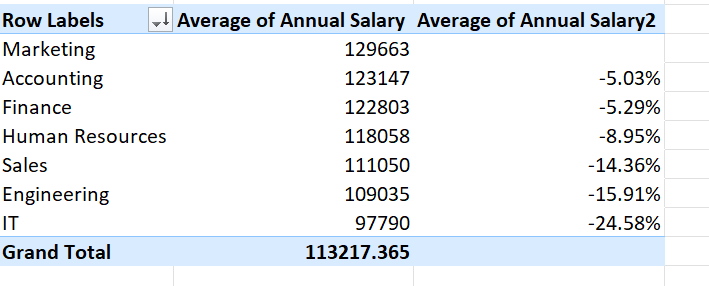 Row Labels Average of Annual Salary Average of Annual Salary2
Marketing 129663
Accounting 123147 -5.03%
Finance 122803 -5.29%
Human Resources 118058 -8.95%
Sales 111050 -14.36%
Engineering 109035 -15.91%
IT 97790 -24.58%
Grand Total 113217.365